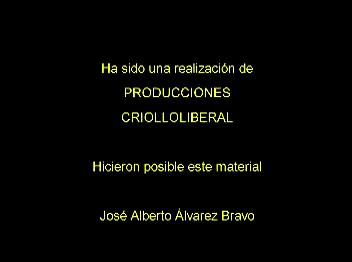 Ha sido una realización de
PRODUCCIONES
CRIOLLOLIBERAL
Hicieron posible este material
José Alberto Álvarez Bravo